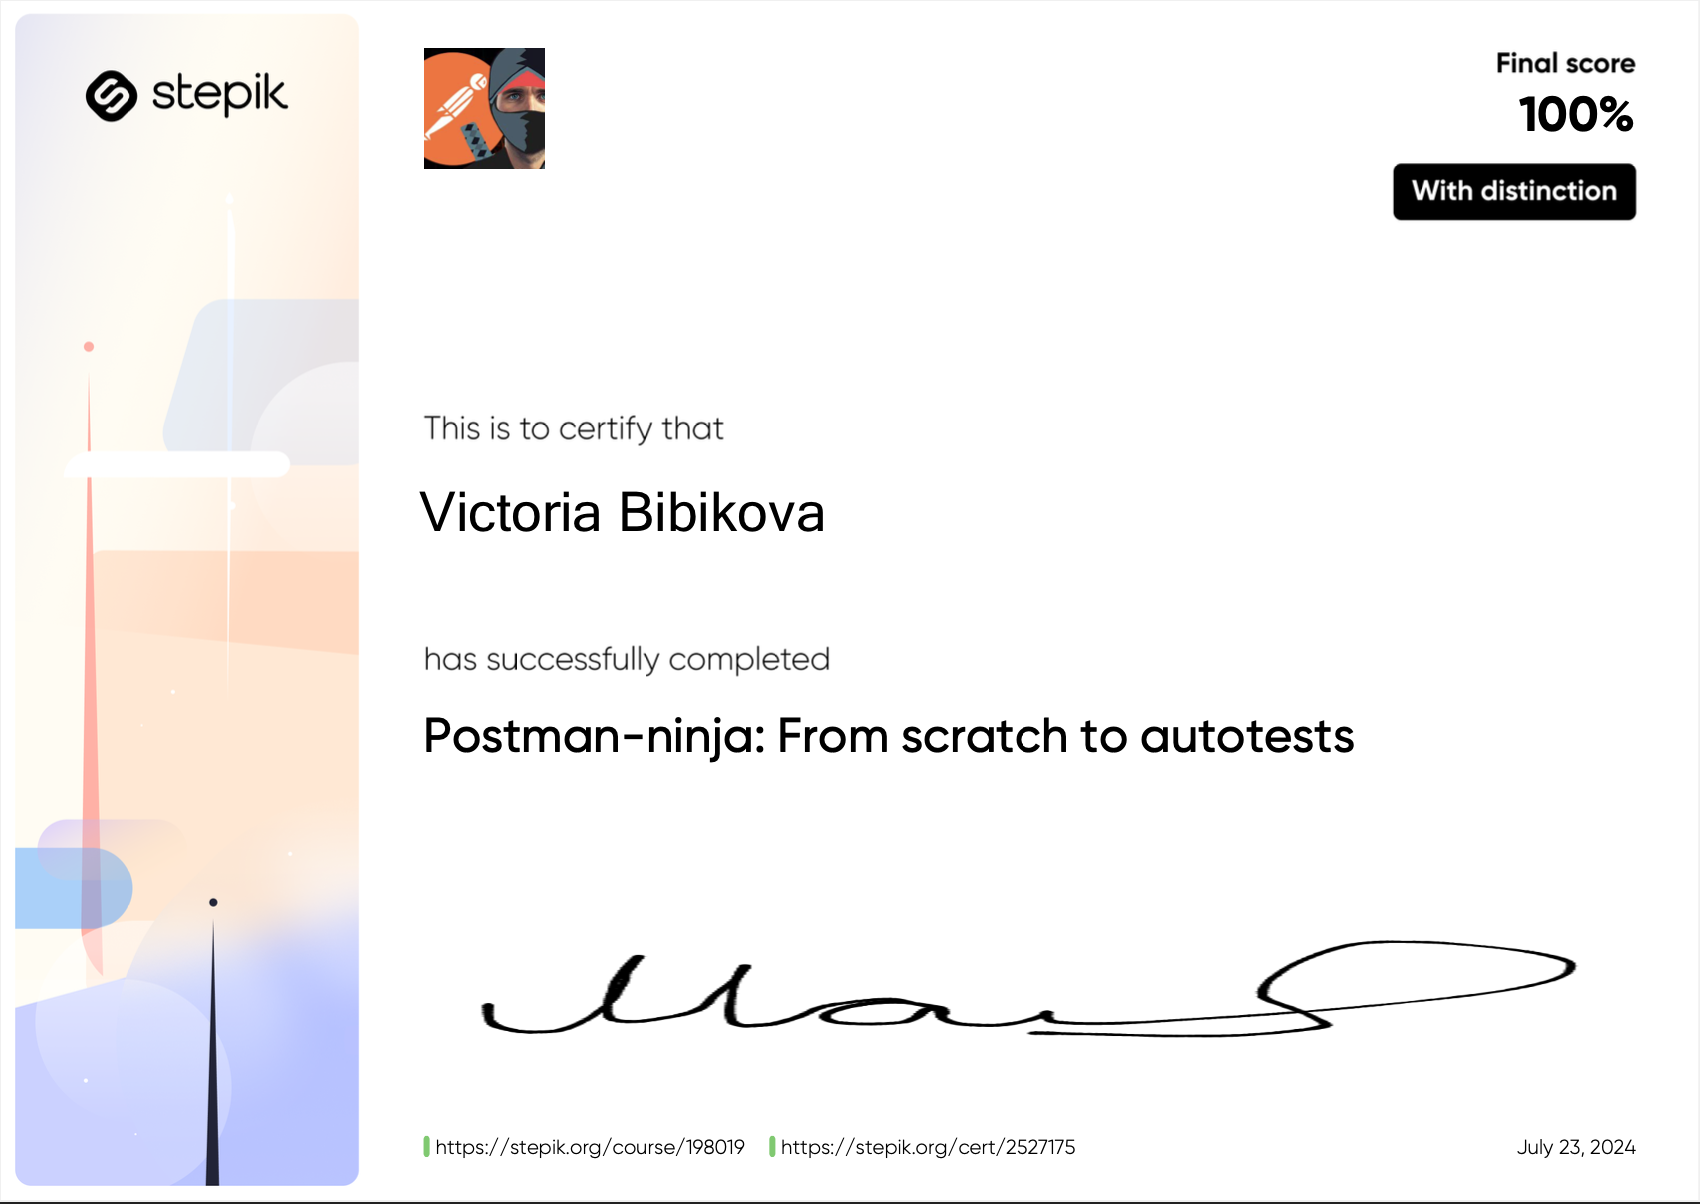 stepik
Final score
100%
With distinction
This is to certify that
Victoria Bibikova
has successfully completed
Postman-ninja: From scratch to autotests
https://stepik.org/course/198019 https://stepik.org/cert/2527175
July 23, 2024